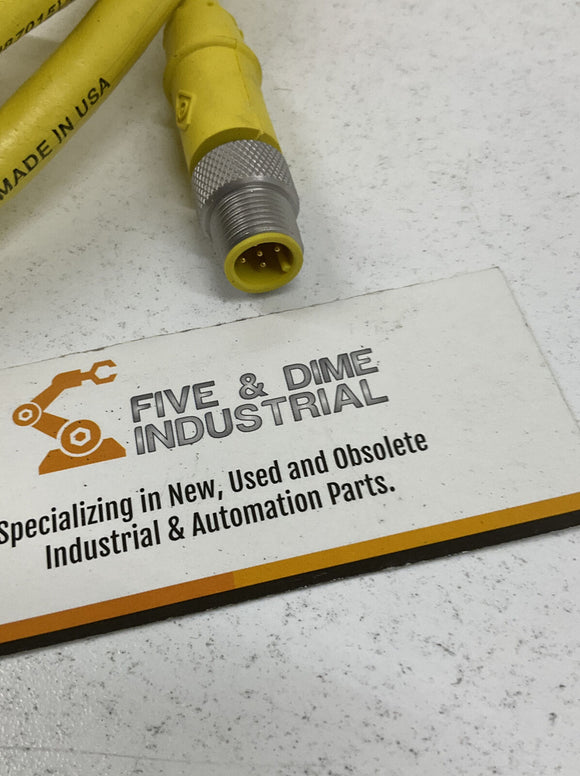 MADE IN USA
FIVE & DIME
INDUSTRIAL
Specializing in New, Used and Obsolete
Industrial & Automation Parts.